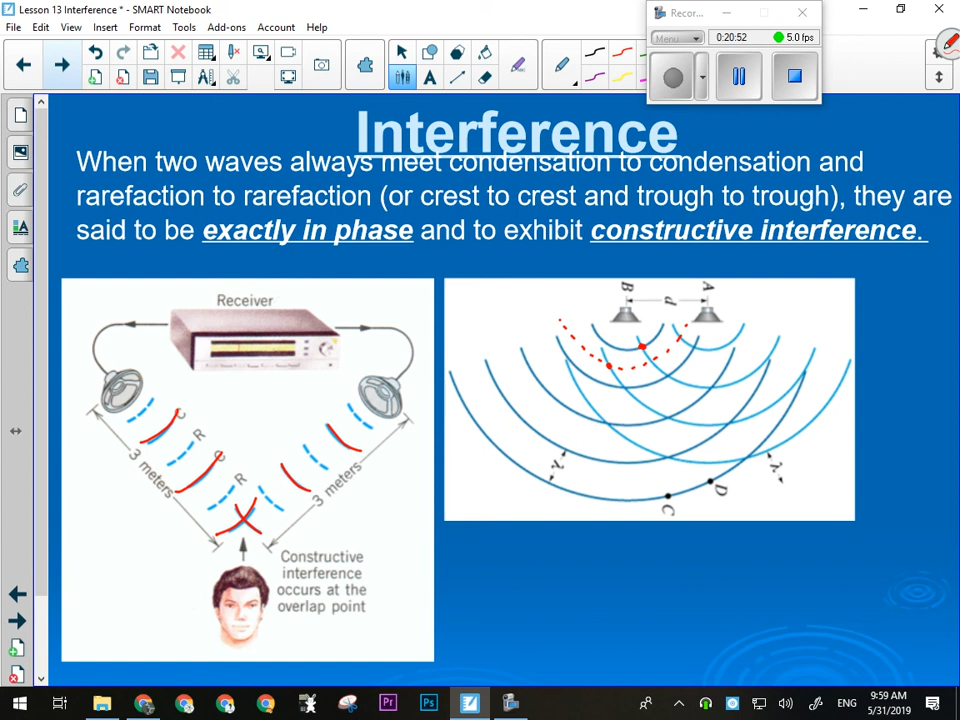 Lesson 13 Interference * - SMART Notebook
Recor...
File Edit View Insert Format Tools Add-ons Account Help
Menu
0:20:52
5.0 fps
Interference
When two waves always meet condensation to condensation and
rarefaction to rarefaction (or crest to crest and trough to trough), they are
said to be exactly in phase and to exhibit constructive interference.
Receiver
C
R
C
R
3 meters
3 meters
Constructive
interference
occurs at the
overlap point
B
d
A
λ
λ
D
C
Pr
Ps
ENG
9:59 AM
5/31/2019